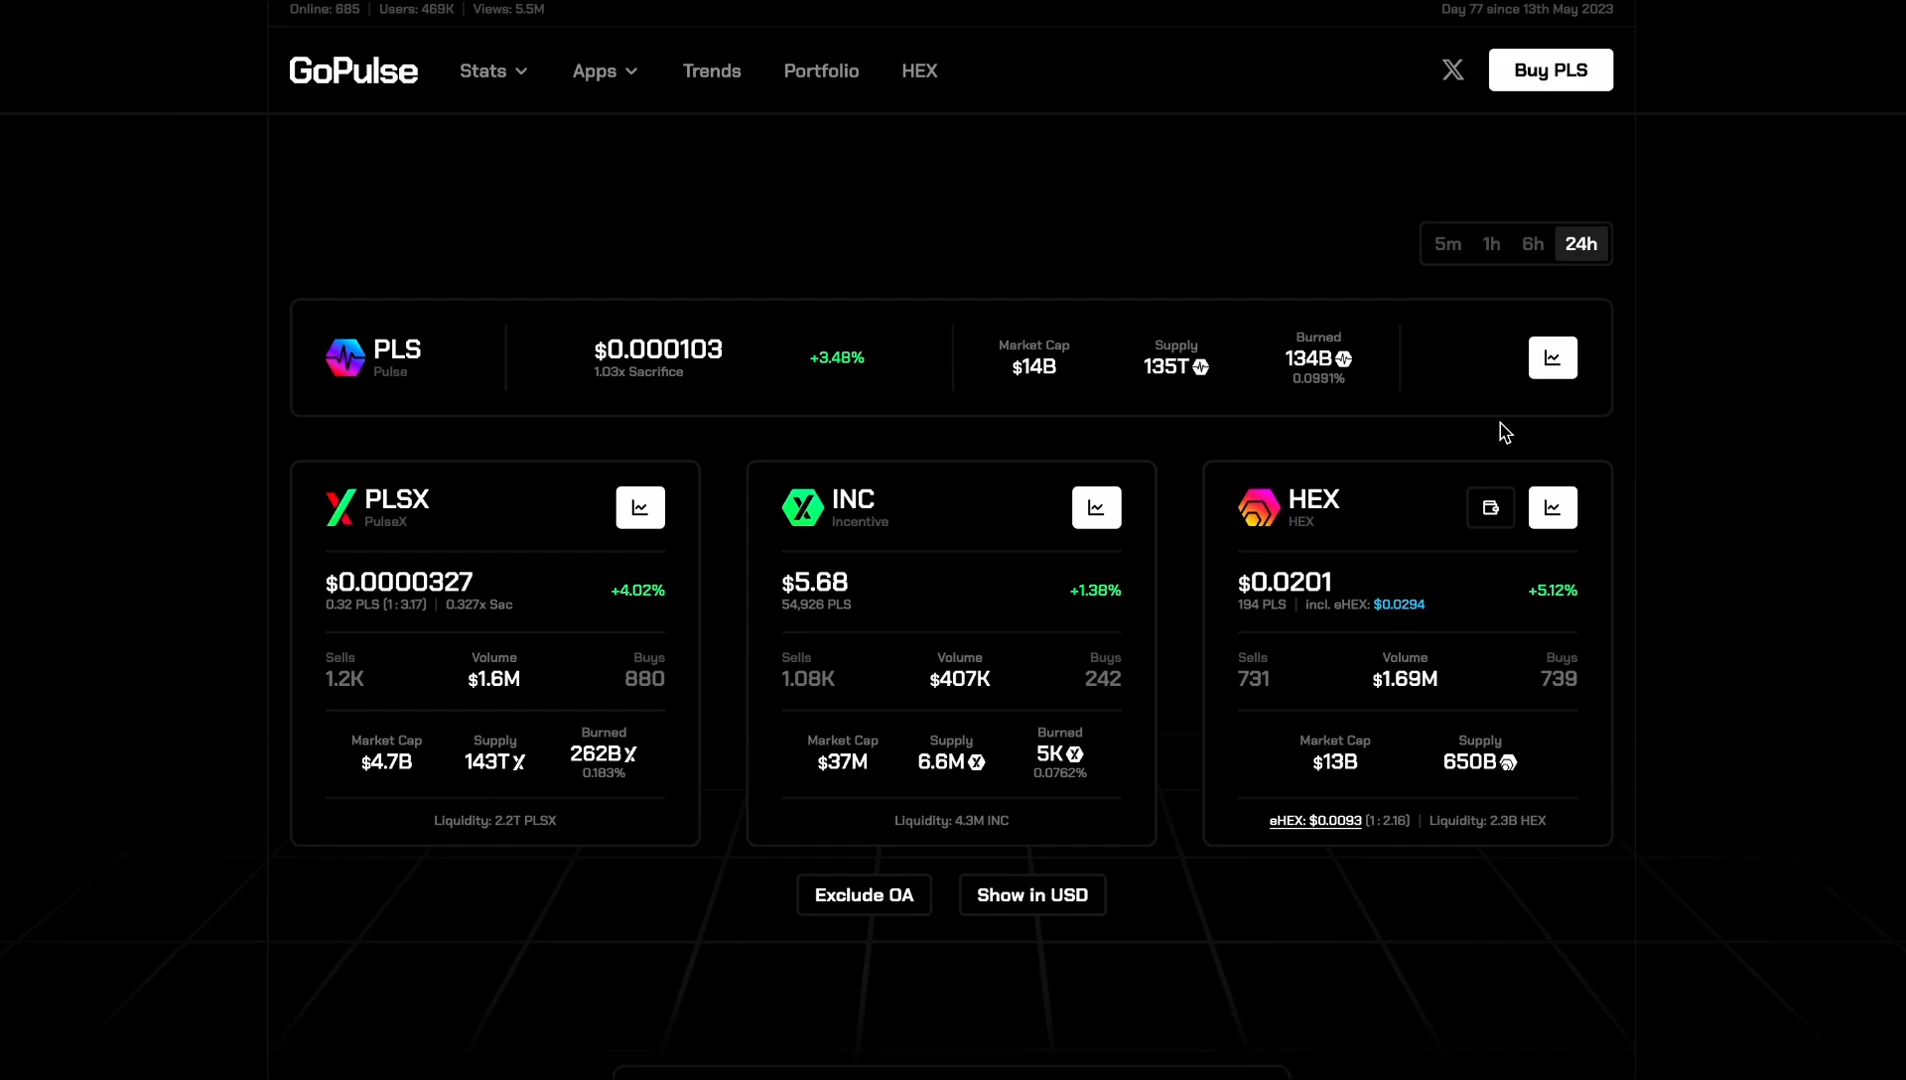 Online: 685 | Users: 469K | Views: 5.5M
Day 77 since 13th May 2023
GoPulse
Stats
Apps
Trends
Portfolio
HEX
Buy PLS
5m 1h 6h 24h
PLS
Pulse
$0.000103
1.03x Sacrifice
+3.48%
Market Cap
$14B
Supply
135T
Burned
134B
0.0991%
PLSX
PulseX
$0.0000327
0.32 PLS (1 : 3.17) | 0.327x Sac
+4.02%
Sells
1.2K
Volume
$1.6M
Buys
880
Market Cap
$4.7B
Supply
143T
Burned
262B
0.183%
Liquidity: 2.2T PLSX
INC
Incentive
$5.68
54,926 PLS
+1.38%
Sells
1.08K
Volume
$407K
Buys
242
Market Cap
$37M
Supply
6.6M
Burned
5K
0.0762%
Liquidity: 4.3M INC
HEX
HEX
$0.0201
194 PLS | incl. eHEX: $0.0294
+5.12%
Sells
731
Volume
$1.69M
Buys
739
Market Cap
$13B
Supply
650B
eHEX: $0.0093 (1 : 2.16) | Liquidity: 2.3B HEX
Exclude OA
Show in USD